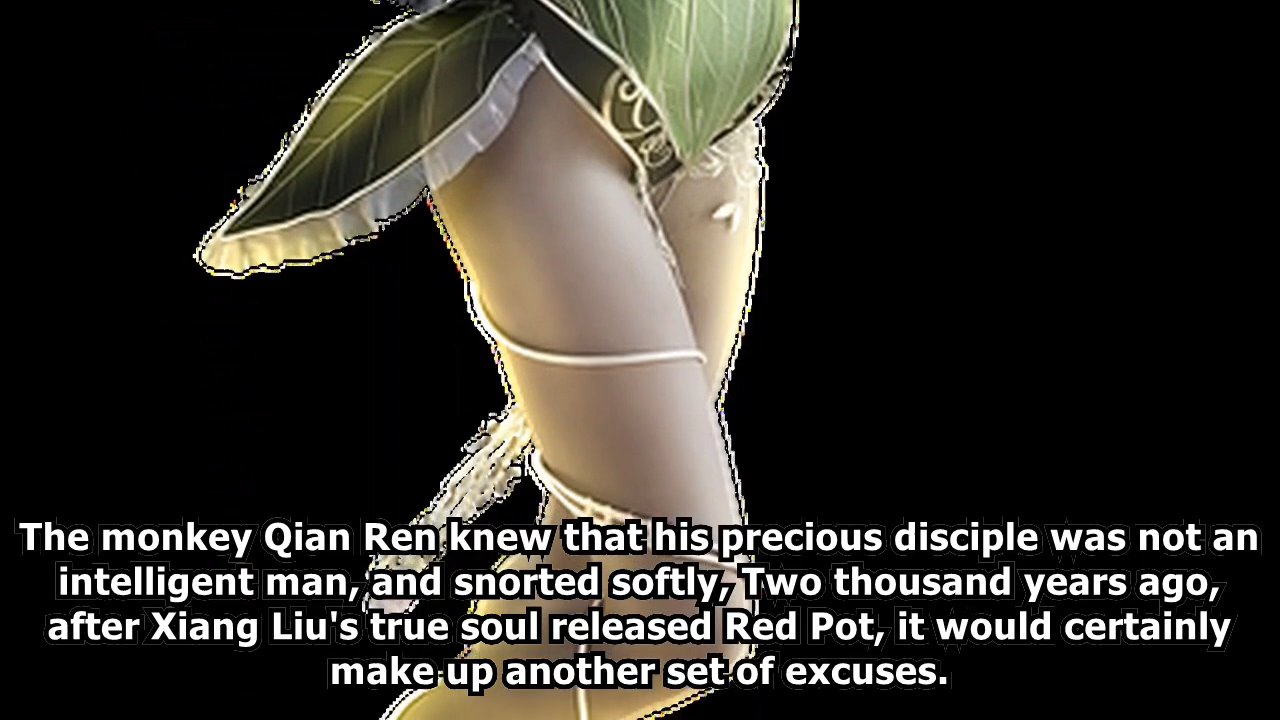 The monkey Qian Ren knew that his precious disciple was not an
intelligent man, and snorted softly, Two thousand years ago,
after Xiang Liu's true soul released Red Pot, it would certainly
make up another set of excuses.